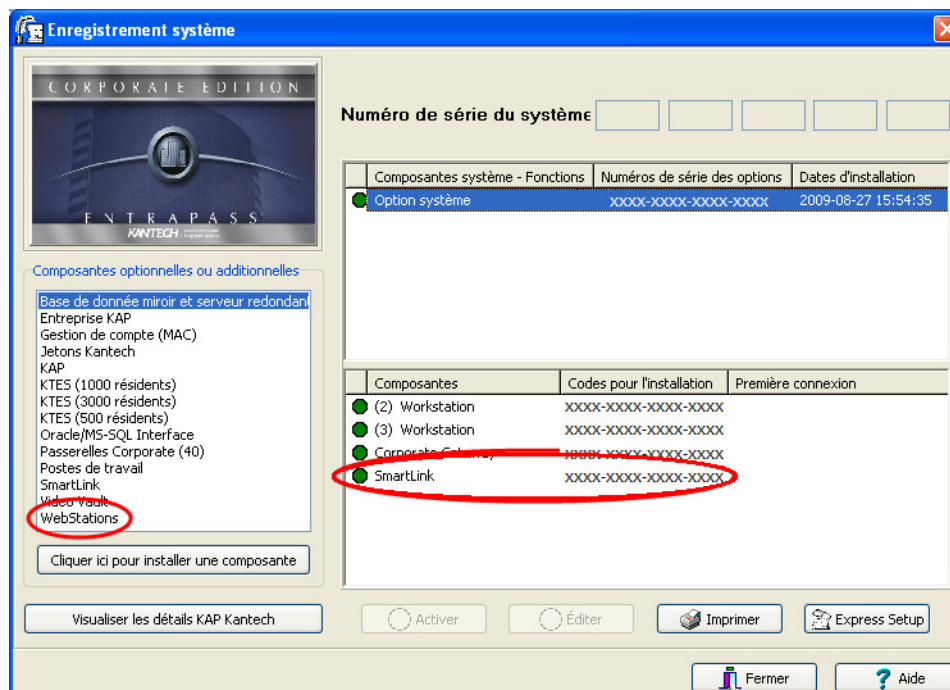 Enregistrement système
CORPORATE EDITION
ENTRAPASS
KANTECH
Numéro de série du système
Composantes système - Fonctions Numéros de série des options Dates d'installation
Option système XXXX-XXXX-XXXX-XXXX 2009-08-27 15:54:35
Composantes optionnelles ou additionnelles
Base de donnée miroir et serveur redondant
Entreprise KAP
Gestion de compte (MAC)
Jetons Kantech
KAP
KTES (1000 résidents)
KTES (3000 résidents)
KTES (500 résidents)
Oracle/MS-SQL Interface
Passerelles Corporate (40)
Postes de travail
SmartLink
Video Vault
WebStations
Cliquer ici pour installer une composante
Visualiser les détails KAP Kantech
Composantes Codes pour l'installation Première connexion
(2) Workstation XXXX-XXXX-XXXX-XXXX
(3) Workstation XXXX-XXXX-XXXX-XXXX
Corporate Gateway XXXX-XXXX-XXXX-XXXX
SmartLink XXXX-XXXX-XXXX-XXXX
Activer Éditer Imprimer Express Setup
Fermer Aide